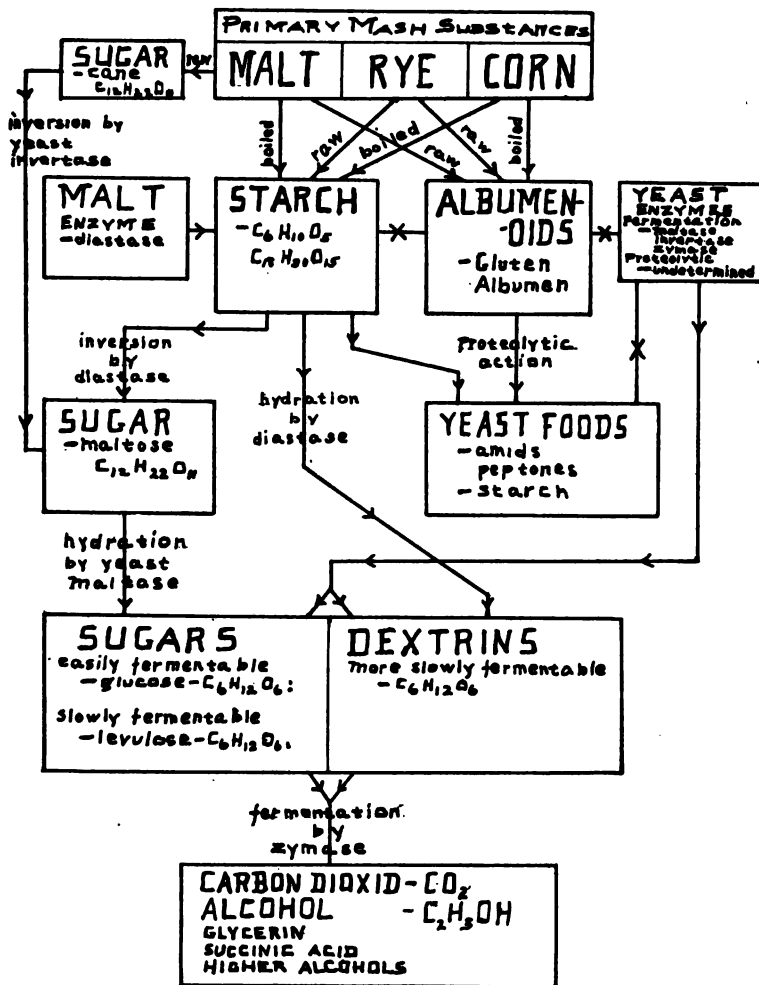 PRIMARY MASH SUBSTANCES
MALT RYE CORN
SUGAR
-cane
C12H22O11
raw
inversion by
yeast
invertase
boiled
raw
boiled
raw
boiled
MALT
ENZYME
-diastase
STARCH
-C6H10O5
C18H30O15
ALBUMEN-
-OIDS
-Gluten
Albumen
YEAST
ENZYMES
Fermentation
-maltase
invertase
zymase
Proteolytic
-undetermined
inversion
by
diastase
hydration
by
diastase
Proteolytic
action
SUGAR
-maltose
C12H22O11
YEAST FOODS
-amids
peptones
-starch
hydration
by yeast
maltase
SUGARS
easily fermentable
-glucose-C6H12O6:
slowly fermentable
-levulose-C6H12O6.
DEXTRINS
more slowly fermentable
-C6H12O6
fermentation
by
zymase
CARBON DIOXID-CO2
ALCOHOL -C2H5OH
GLYCERIN
SUCCINIC ACID
HIGHER ALCOHOLS